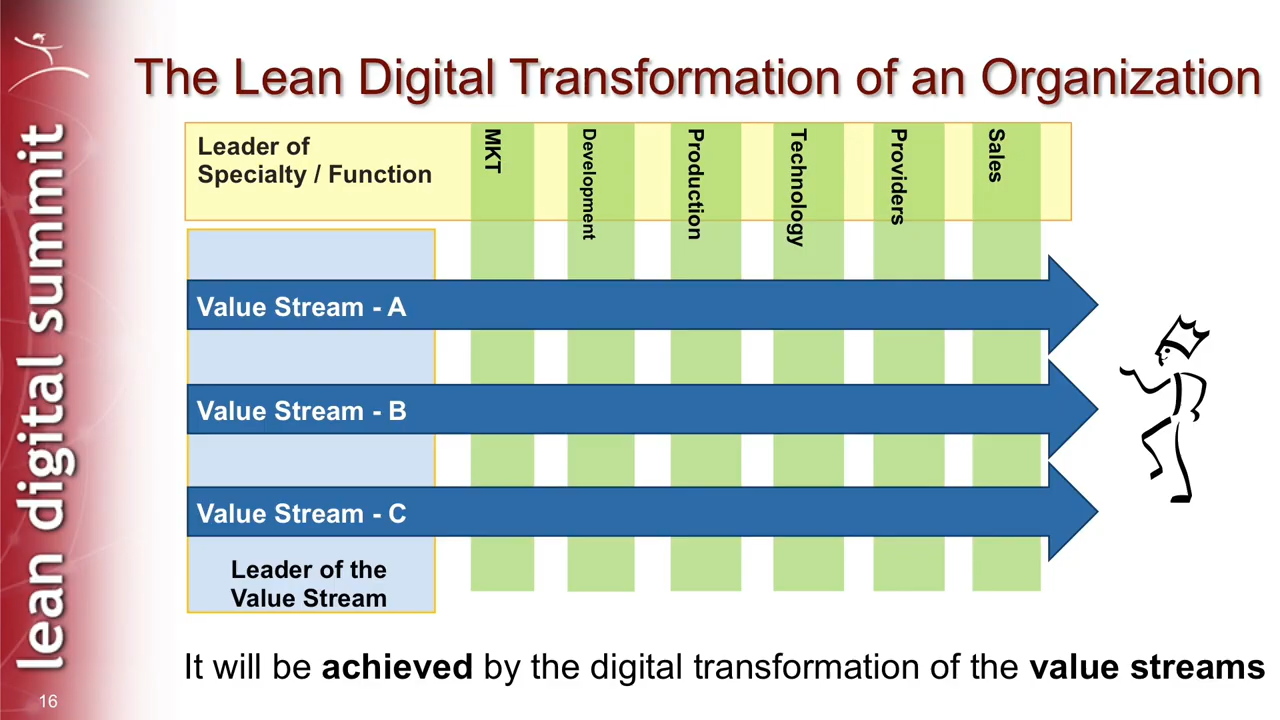 The Lean Digital Transformation of an Organization
Leader of
Specialty / Function
MKT
Development
Production
Technology
Providers
Sales
Value Stream - A
Value Stream - B
Value Stream - C
Leader of the
Value Stream
It will be achieved by the digital transformation of the value streams
lean digital summit
16